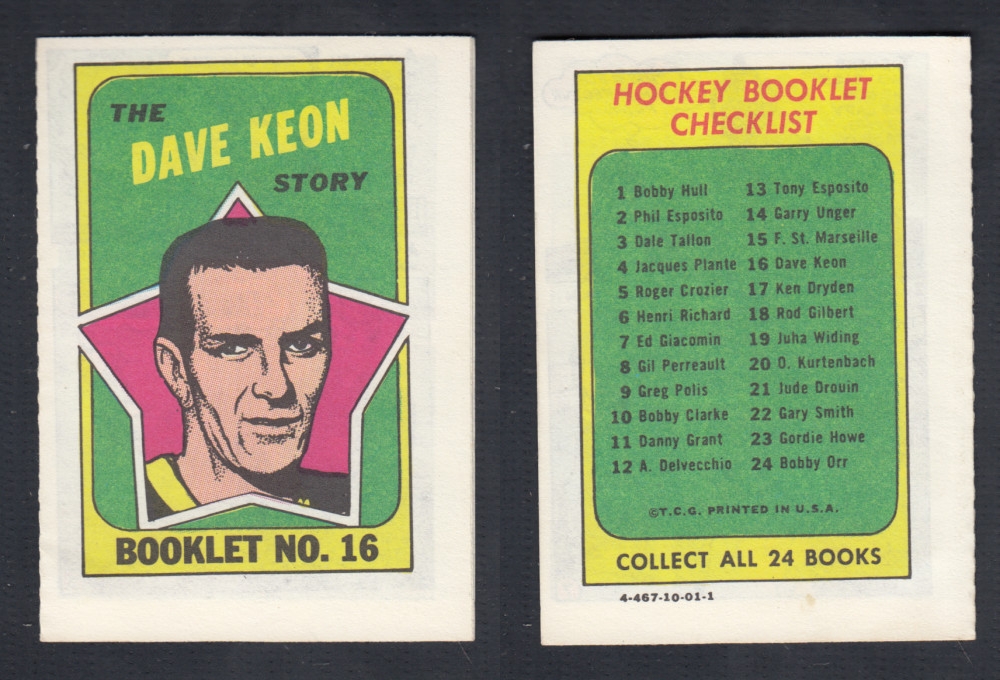 THE
DAVE KEON
STORY
BOOKLET NO. 16
HOCKEY BOOKLET
CHECKLIST
1 Bobby Hull 13 Tony Esposito
2 Phil Esposito 14 Garry Unger
3 Dale Tallon 15 F. St. Marseille
4 Jacques Plante 16 Dave Keon
5 Roger Crozier 17 Ken Dryden
6 Henri Richard 18 Rod Gilbert
7 Ed Giacomin 19 Juha Widing
8 Gil Perreault 20 O. Kurtenbach
9 Greg Polis 21 Jude Drouin
10 Bobby Clarke 22 Gary Smith
11 Danny Grant 23 Gordie Howe
12 A. Delvecchio 24 Bobby Orr
©T.C.G. PRINTED IN U.S.A.
COLLECT ALL 24 BOOKS
4-467-10-01-1